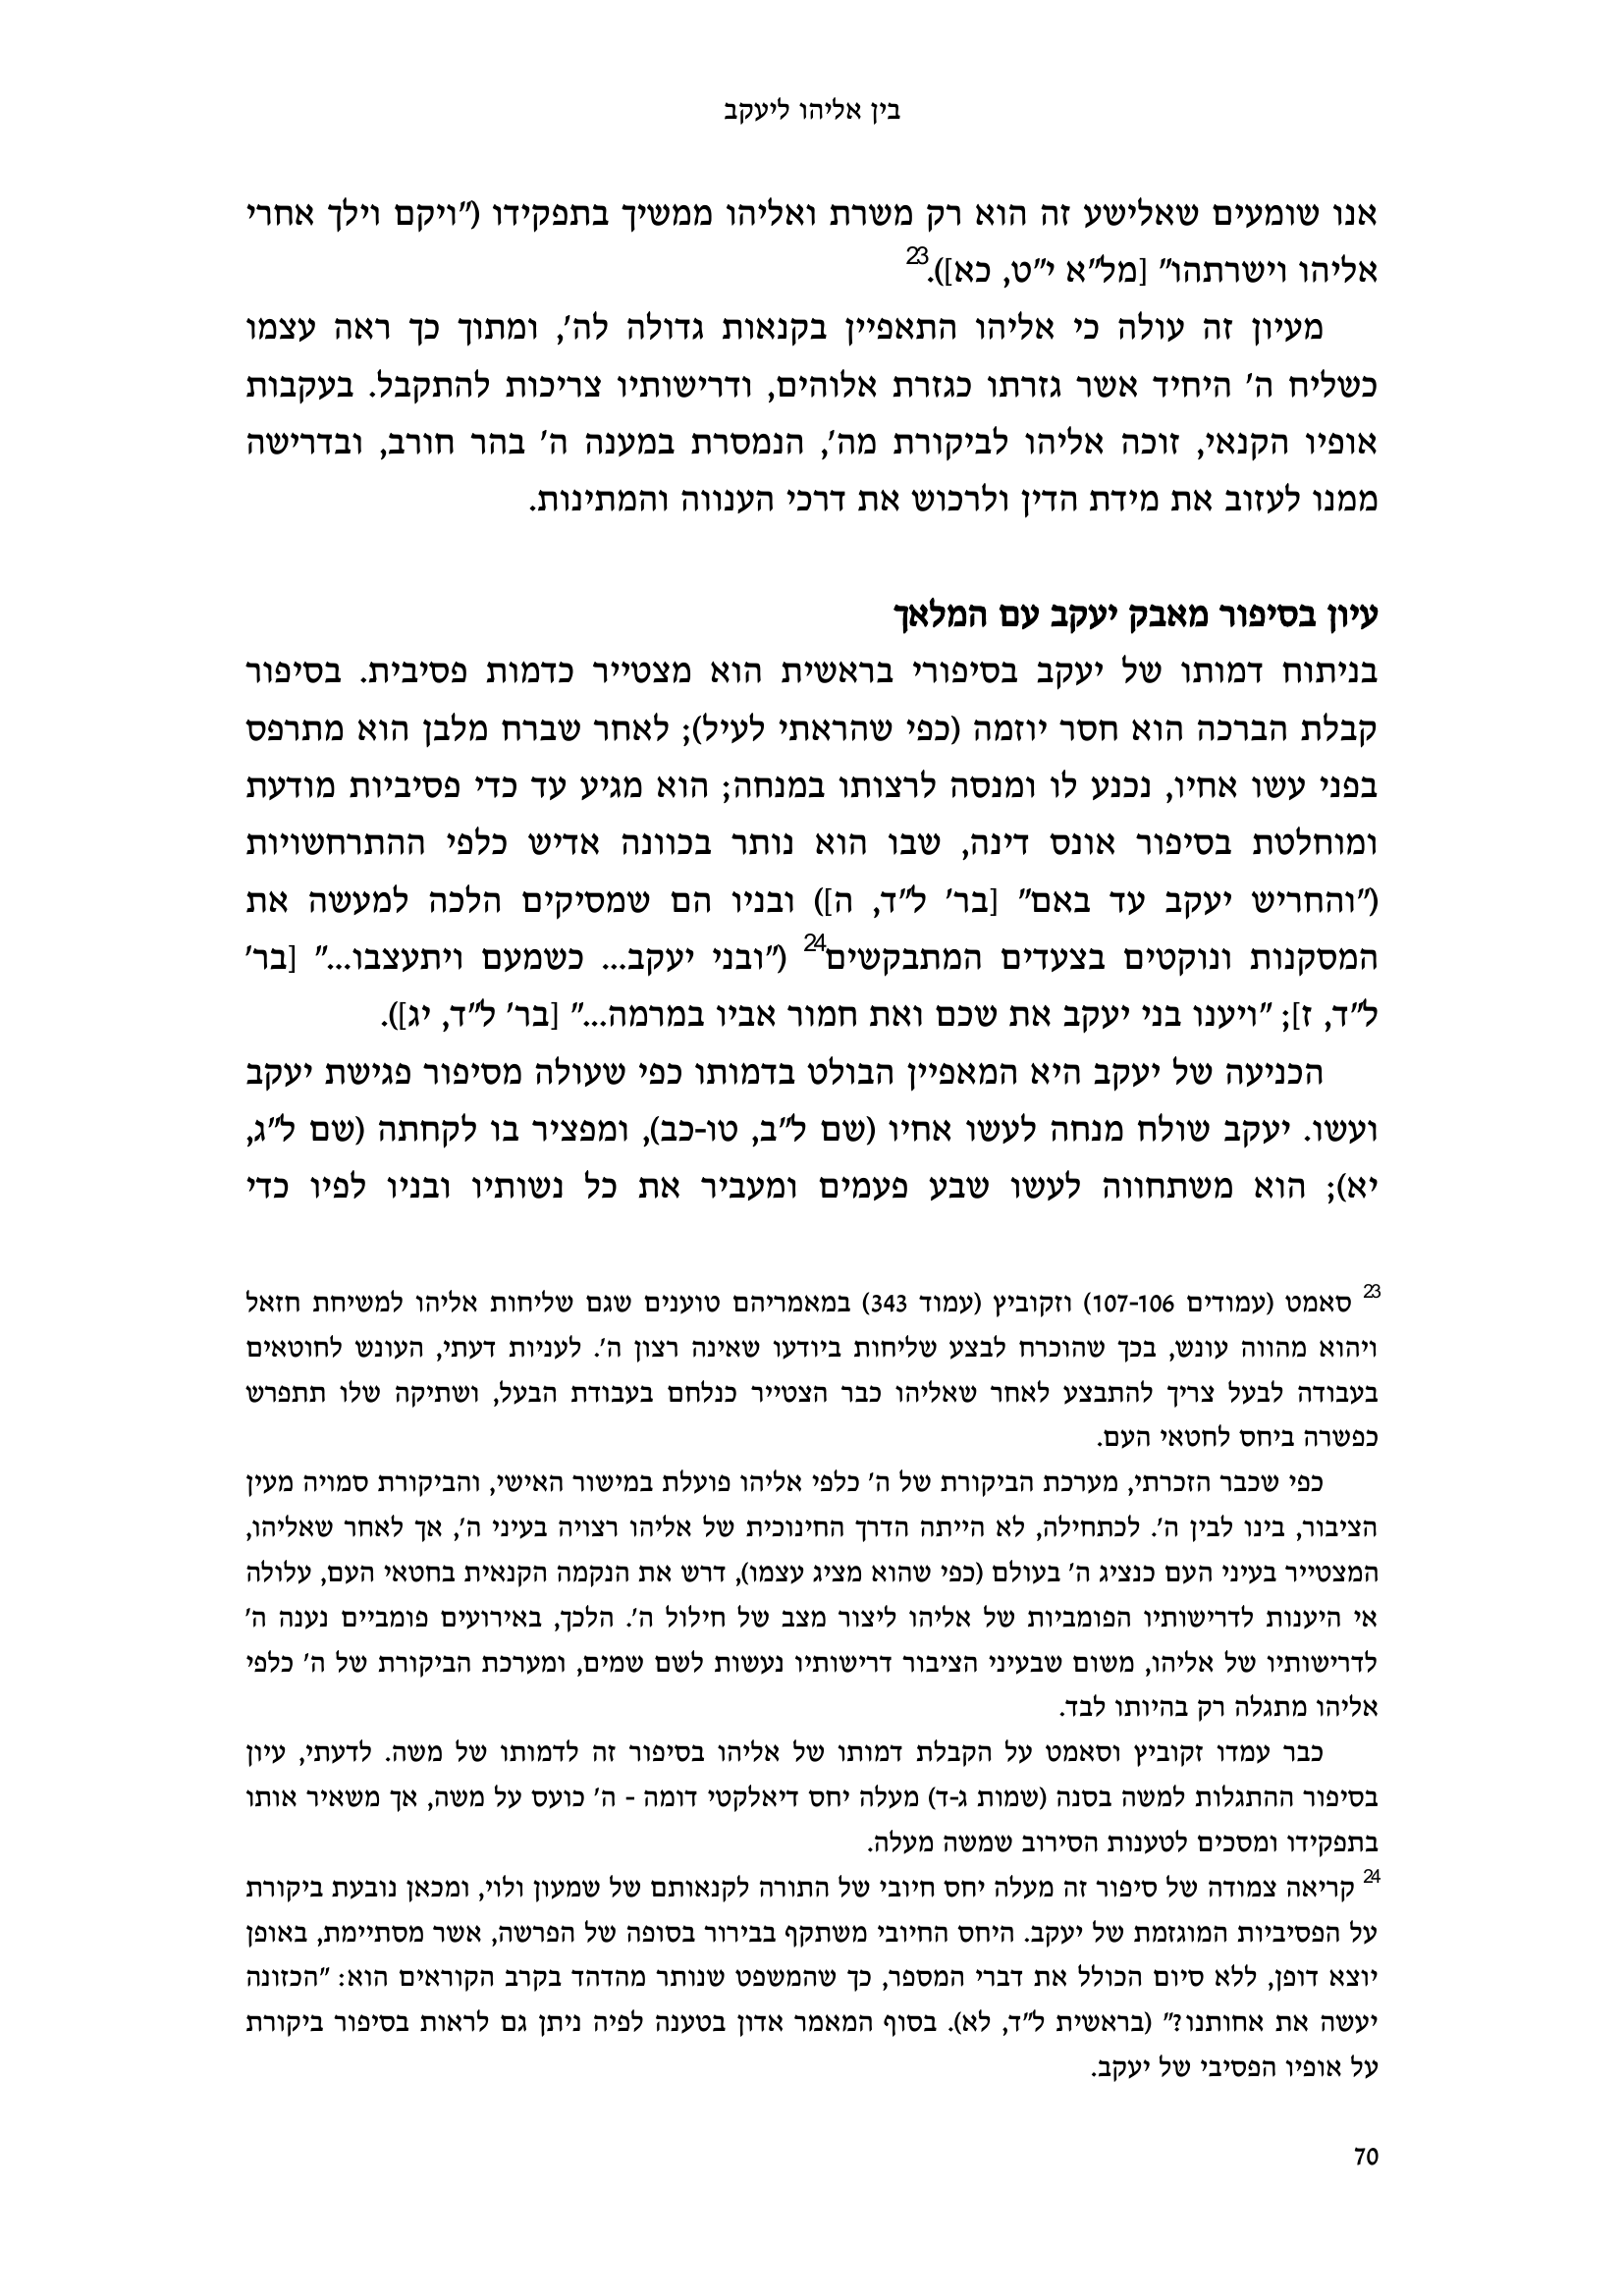 בין אליהו ליעקב
אנו שומעים שאלישע זה הוא רק משרת ואליהו ממשיך בתפקידו ("ויקם וילך אחרי
אליהו וישרתהו" [מל"א י"ט, כא]).23
מעיון זה עולה כי אליהו התאפיין בקנאות גדולה לה', ומתוך כך ראה עצמו
כשליח ה' היחיד אשר גזרתו כגזרת אלוהים, ודרישותיו צריכות להתקבל. בעקבות
אופיו הקנאי, זוכה אליהו לביקורת מה', הנמסרת במענה ה' בהר חורב, ובדרישה
ממנו לעזוב את מידת הדין ולרכוש את דרכי הענווה והמתינות.
עיון בסיפור מאבק יעקב עם המלאך
בניתוח דמותו של יעקב בסיפורי בראשית הוא מצטייר כדמות פסיבית. בסיפור
קבלת הברכה הוא חסר יוזמה (כפי שהראתי לעיל); לאחר שברח מלבן הוא מתרפס
בפני עשו אחיו, נכנע לו ומנסה לרצותו במנחה; הוא מגיע עד כדי פסיביות מודעת
ומוחלטת בסיפור אונס דינה, שבו הוא נותר בכוונה אדיש כלפי ההתרחשויות
("והחריש יעקב עד באם" [בר' ל"ד, ה]) ובניו הם שמסיקים הלכה למעשה את
המסקנות ונוקטים בצעדים המתבקשים24 ("ובני יעקב... כשמעם ויתעצבו..." [בר'
ל"ד, ז]; "ויענו בני יעקב את שכם ואת חמור אביו במרמה..." [בר' ל"ד, יג]).
הכניעה של יעקב היא המאפיין הבולט בדמותו כפי שעולה מסיפור פגישת יעקב
ועשו. יעקב שולח מנחה לעשו אחיו (שם ל"ב, טו-כב), ומפציר בו לקחתה (שם ל"ג,
יא); הוא משתחווה לעשו שבע פעמים ומעביר את כל נשותיו ובניו לפיו כדי
23 סאמט (עמודים 107-106) וזקוביץ (עמוד 343) במאמריהם טוענים שגם שליחות אליהו למשיחת חזאל
ויהוא מהווה עונש, בכך שהוכרח לבצע שליחות ביודעו שאינה רצון ה'. לעניות דעתי, העונש לחוטאים
בעבודה לבעל צריך להתבצע לאחר שאליהו כבר הצטייר כנלחם בעבודת הבעל, ושתיקה שלו תתפרש
כפשרה ביחס לחטאי העם.
כפי שכבר הזכרתי, מערכת הביקורת של ה' כלפי אליהו פועלת במישור האישי, והביקורת סמויה מעין
הציבור, בינו לבין ה'. לכתחילה, לא הייתה הדרך החינוכית של אליהו רצויה בעיני ה', אך לאחר שאליהו,
המצטייר בעיני העם כנציג ה' בעולם (כפי שהוא מציג עצמו), דרש את הנקמה הקנאית בחטאי העם, עלולה
אי היענות לדרישותיו הפומביות של אליהו ליצור מצב של חילול ה'. הלכך, באירועים פומביים נענה ה'
לדרישותיו של אליהו, משום שבעיני הציבור דרישותיו נעשות לשם שמים, ומערכת הביקורת של ה' כלפי
אליהו מתגלה רק בהיותו לבד.
כבר עמדו זקוביץ וסאמט על הקבלת דמותו של אליהו בסיפור זה לדמותו של משה. לדעתי, עיון
בסיפור ההתגלות למשה בסנה (שמות ג-ד) מעלה יחס דיאלקטי דומה - ה' כועס על משה, אך משאיר אותו
בתפקידו ומסכים לטענות הסירוב שמשה מעלה.
24 קריאה צמודה של סיפור זה מעלה יחס חיובי של התורה לקנאותם של שמעון ולוי, ומכאן נובעת ביקורת
על הפסיביות המוגזמת של יעקב. היחס החיובי משתקף בבירור בסופה של הפרשה, אשר מסתיימת, באופן
יוצא דופן, ללא סיום הכולל את דברי המספר, כך שהמשפט שנותר מהדהד בקרב הקוראים הוא: "הכזונה
יעשה את אחותנו?" (בראשית ל"ד, לא). בסוף המאמר אדון בטענה לפיה ניתן גם לראות בסיפור ביקורת
על אופיו הפסיבי של יעקב.
70